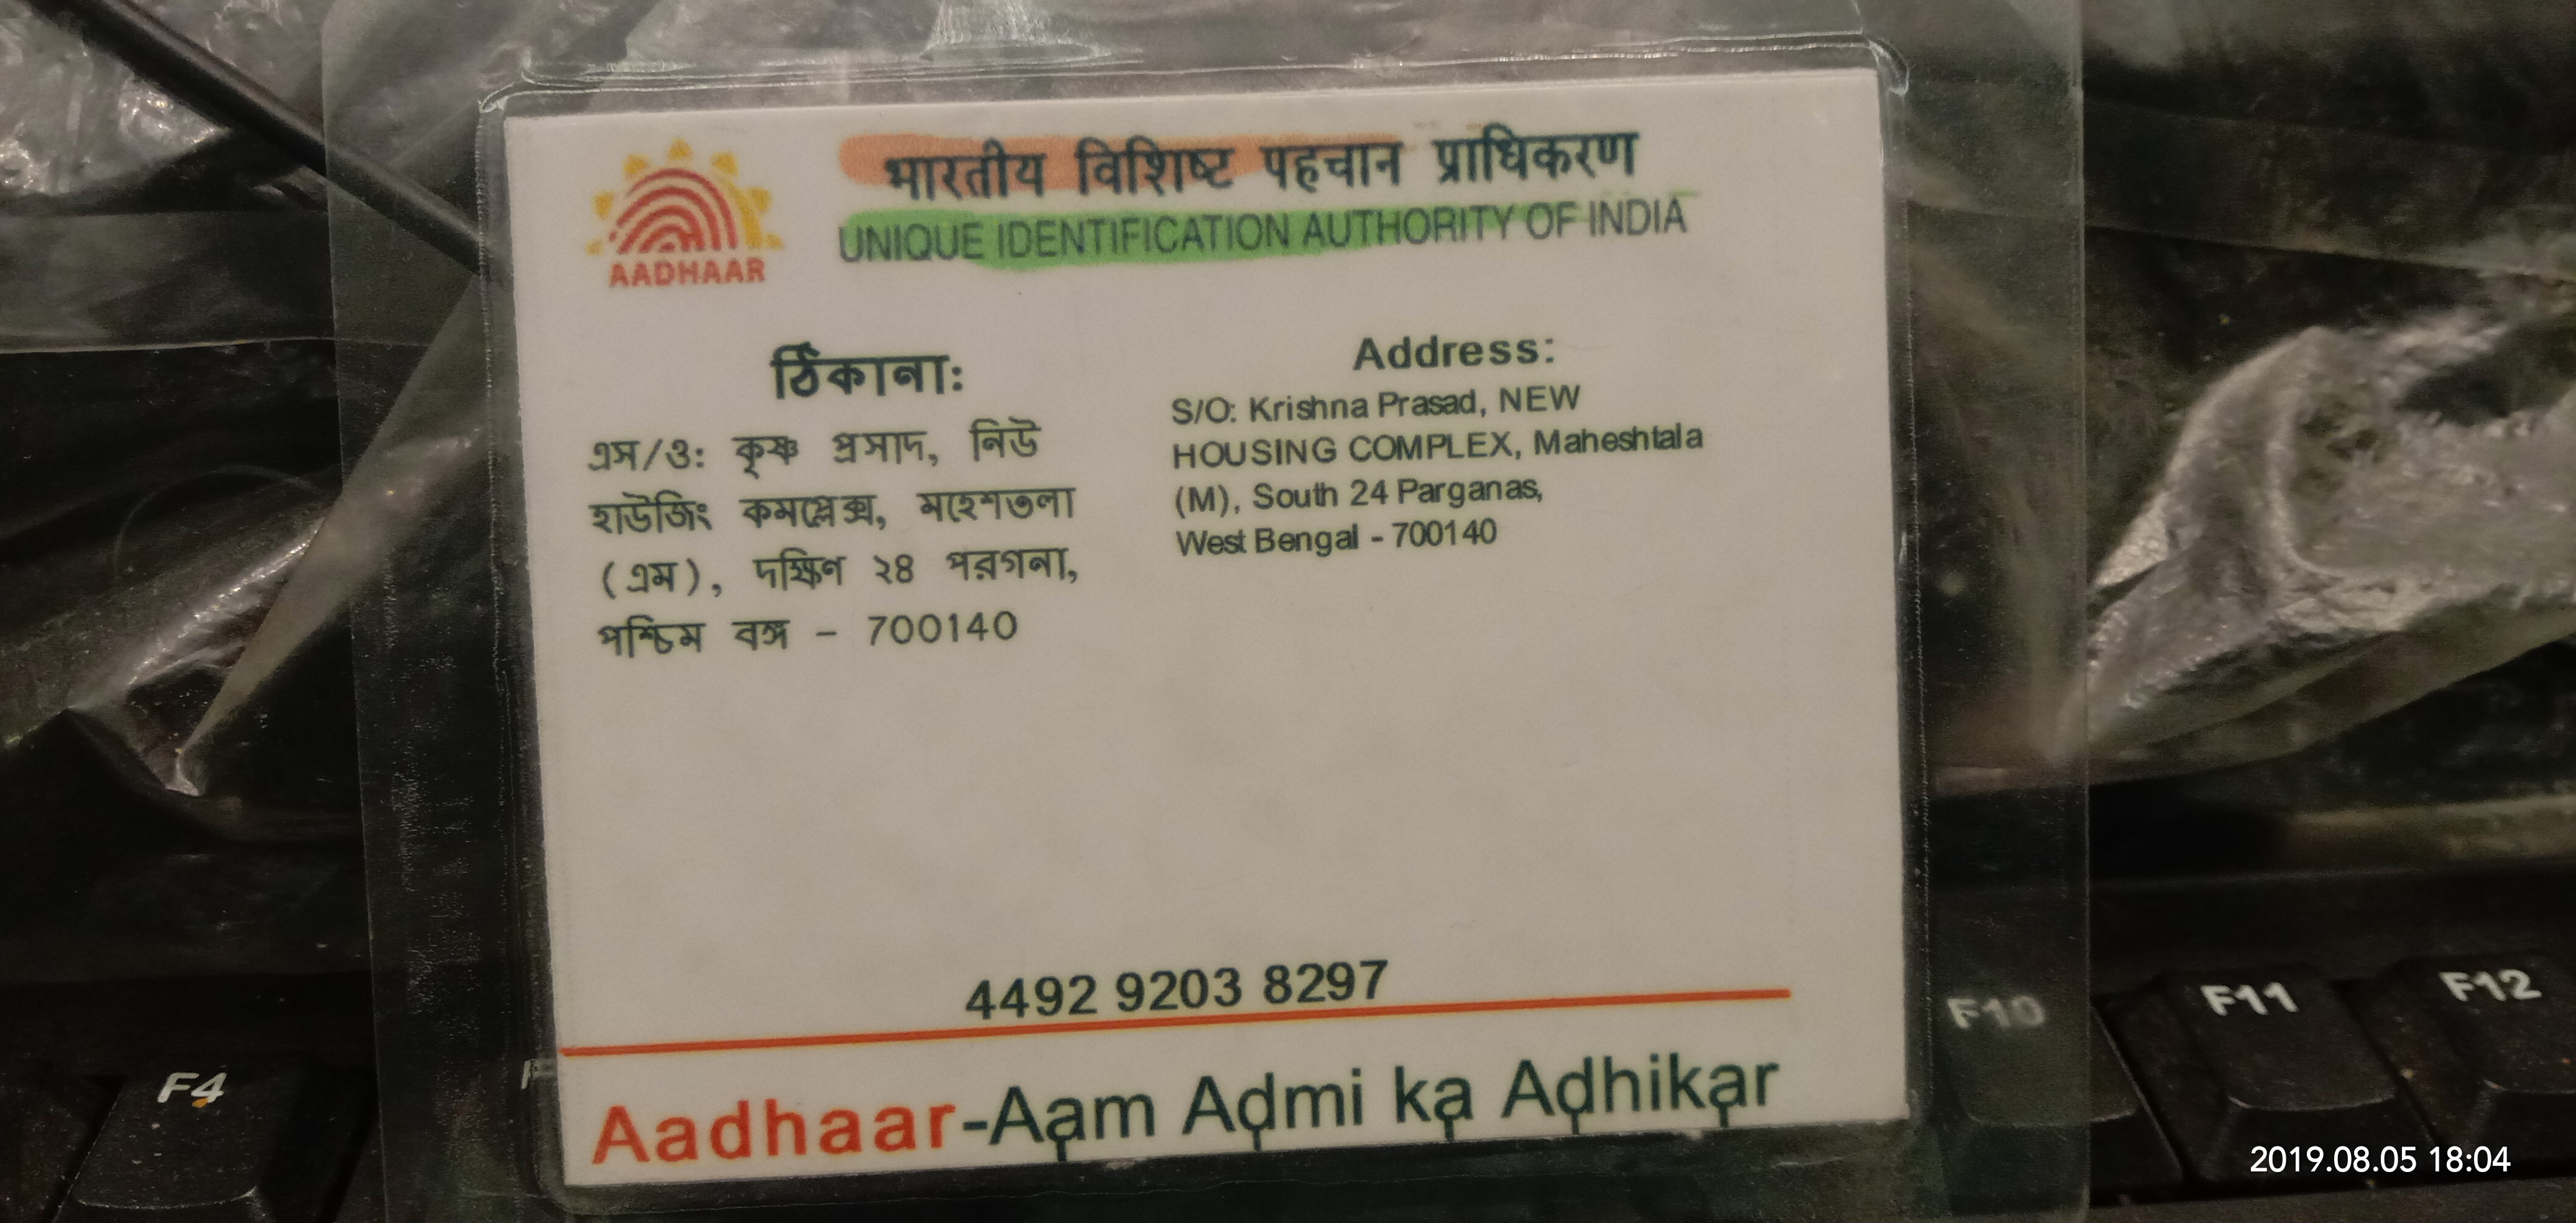 भारतीय विशिष्ट पहचान प्राधिकरण
UNIQUE IDENTIFICATION AUTHORITY OF INDIA
AADHAAR
ঠিকানা:
এস/ও: কৃষ্ণ প্রসাদ, নিউ
হাউজিং কমপ্লেক্স, মহেশতলা
(এম), দক্ষিণ ২৪ পরগনা,
পশ্চিম বঙ্গ - 700140
Address:
S/O: Krishna Prasad, NEW
HOUSING COMPLEX, Maheshtala
(M), South 24 Parganas,
West Bengal - 700140
4492 9203 8297
Aadhaar-Aam Admi ka Adhikar
F4
F10
F11
F12
2019.08.05 18:04